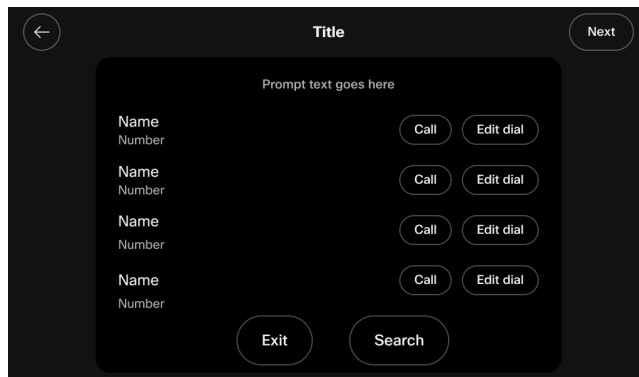 Title
Next
Prompt text goes here
Name
Number
Call
Edit dial
Name
Number
Call
Edit dial
Name
Number
Call
Edit dial
Name
Number
Call
Edit dial
Exit
Search